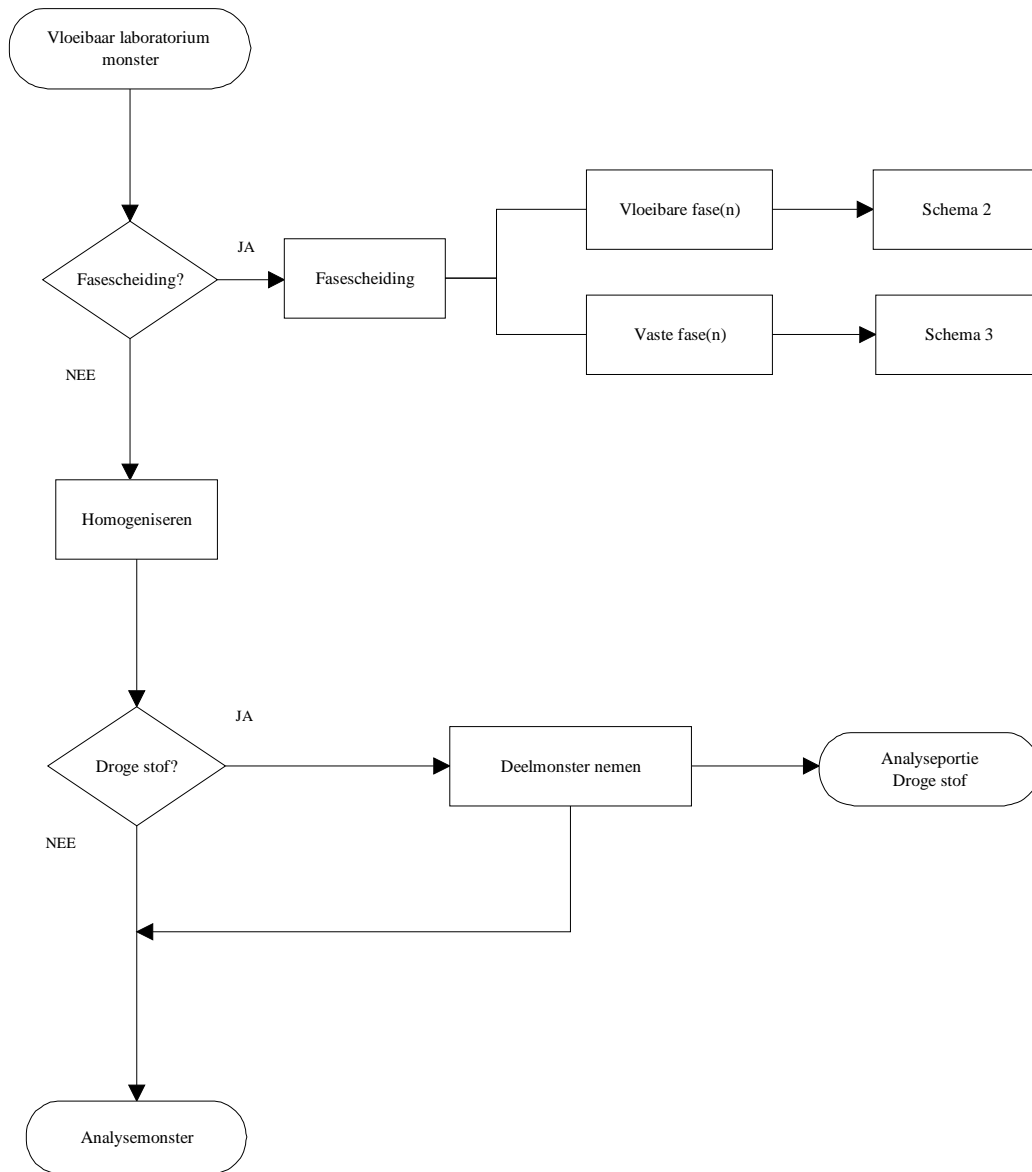 Vloeibaar laboratorium
monster
Fasescheiding?
JA
Fasescheiding
Vloeibare fase(n)
Schema 2
Vaste fase(n)
Schema 3
NEE
Homogeniseren
Droge stof?
JA
Deelmonster nemen
Analyseportie
Droge stof
NEE
Analysemonster